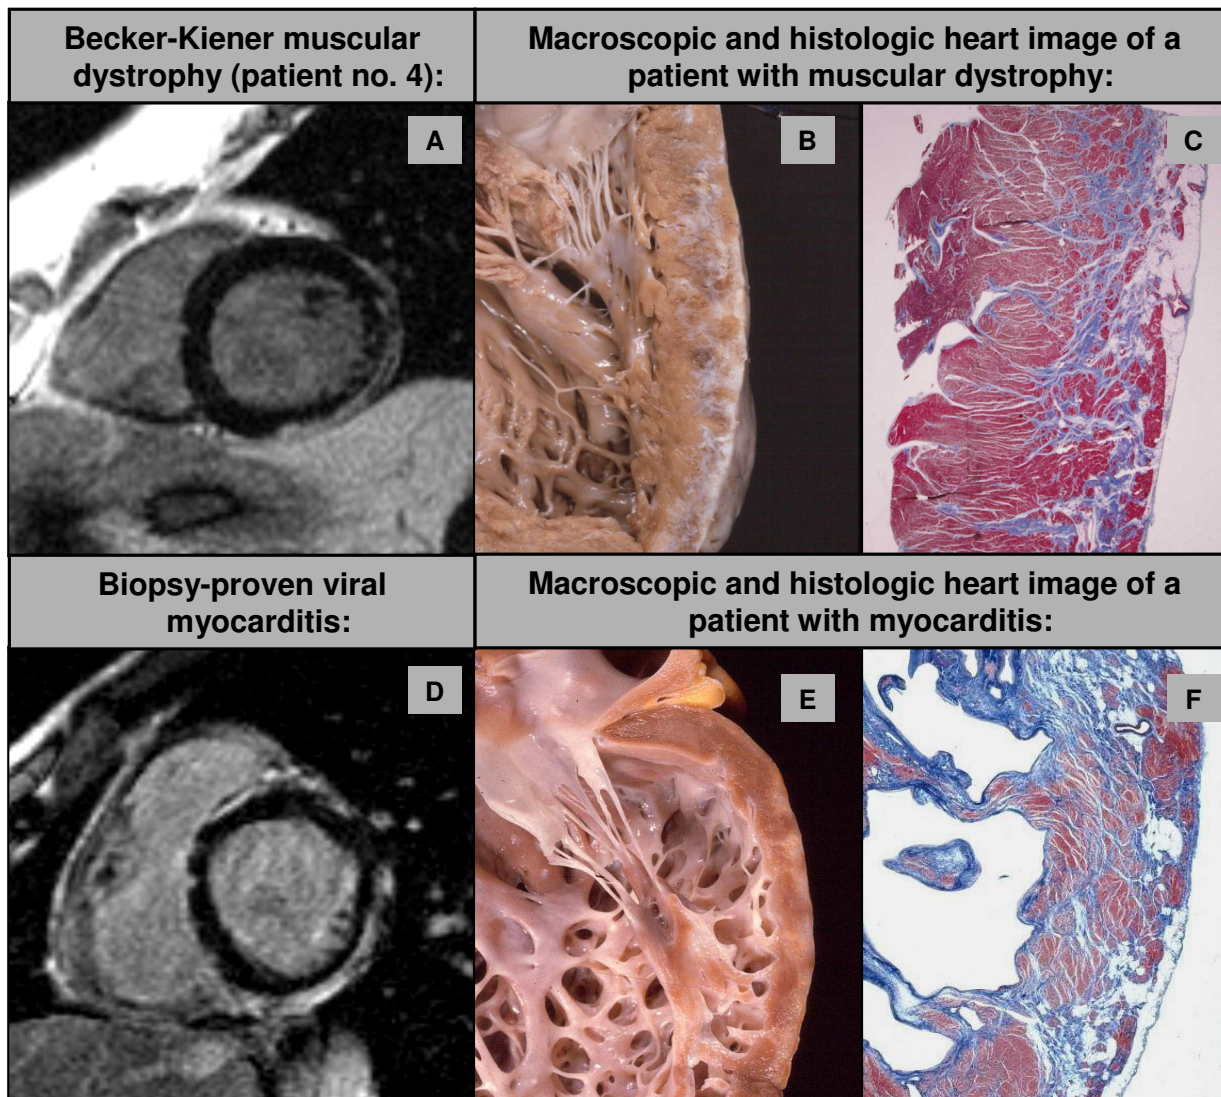 Becker-Kiener muscular
dystrophy (patient no. 4):
Macroscopic and histologic heart image of a
patient with muscular dystrophy:
A
B
C
Biopsy-proven viral
myocarditis:
Macroscopic and histologic heart image of a
patient with myocarditis:
D
E
F